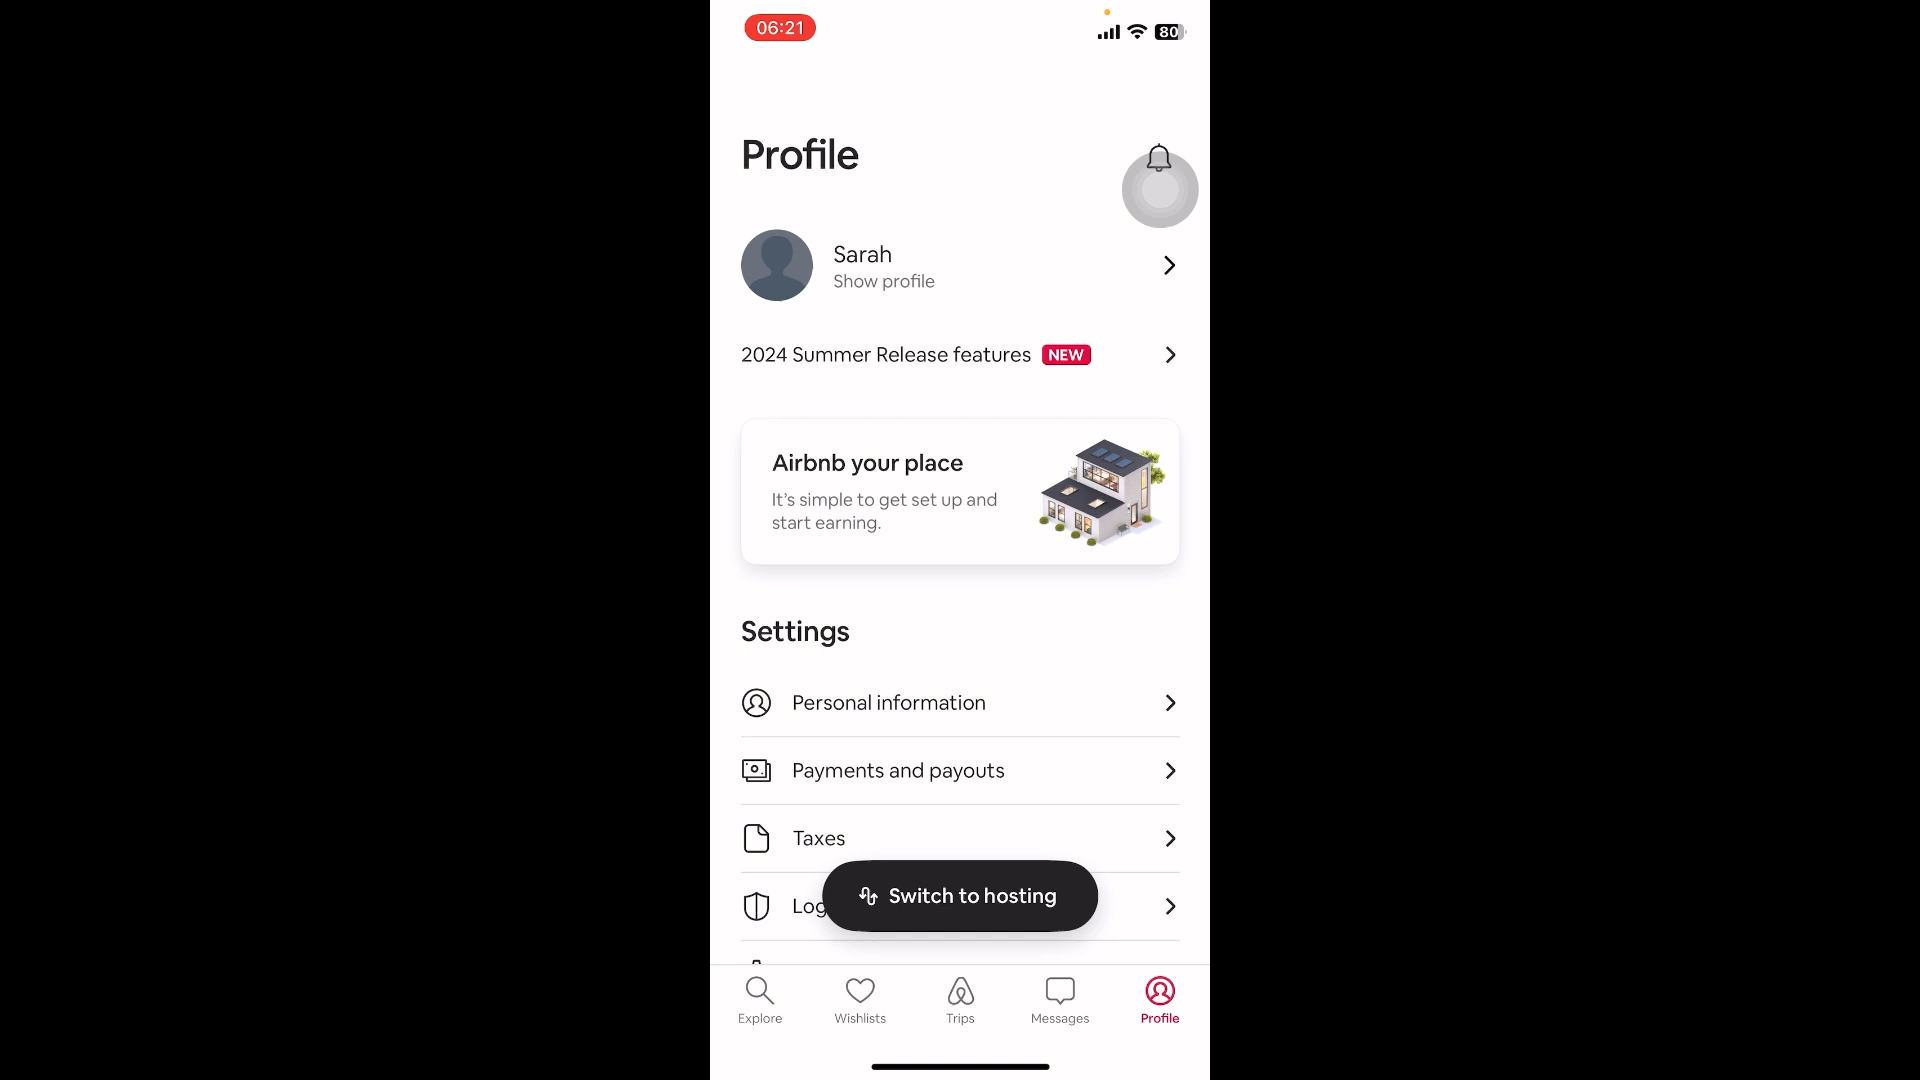 06:21
80
Profile
Sarah
Show profile
2024 Summer Release features NEW
Airbnb your place
It's simple to get set up and
start earning.
Settings
Personal information
Payments and payouts
Taxes
Switch to hosting
Explore
Wishlists
Trips
Messages
Profile